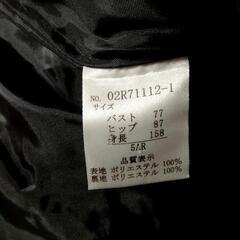 NO. 02R71112-1
サイズ
バスト 77
ヒップ 87
身長 158
5AR
品質表示
表地 ポリエステル 100%
裏地 ポリエステル 100%